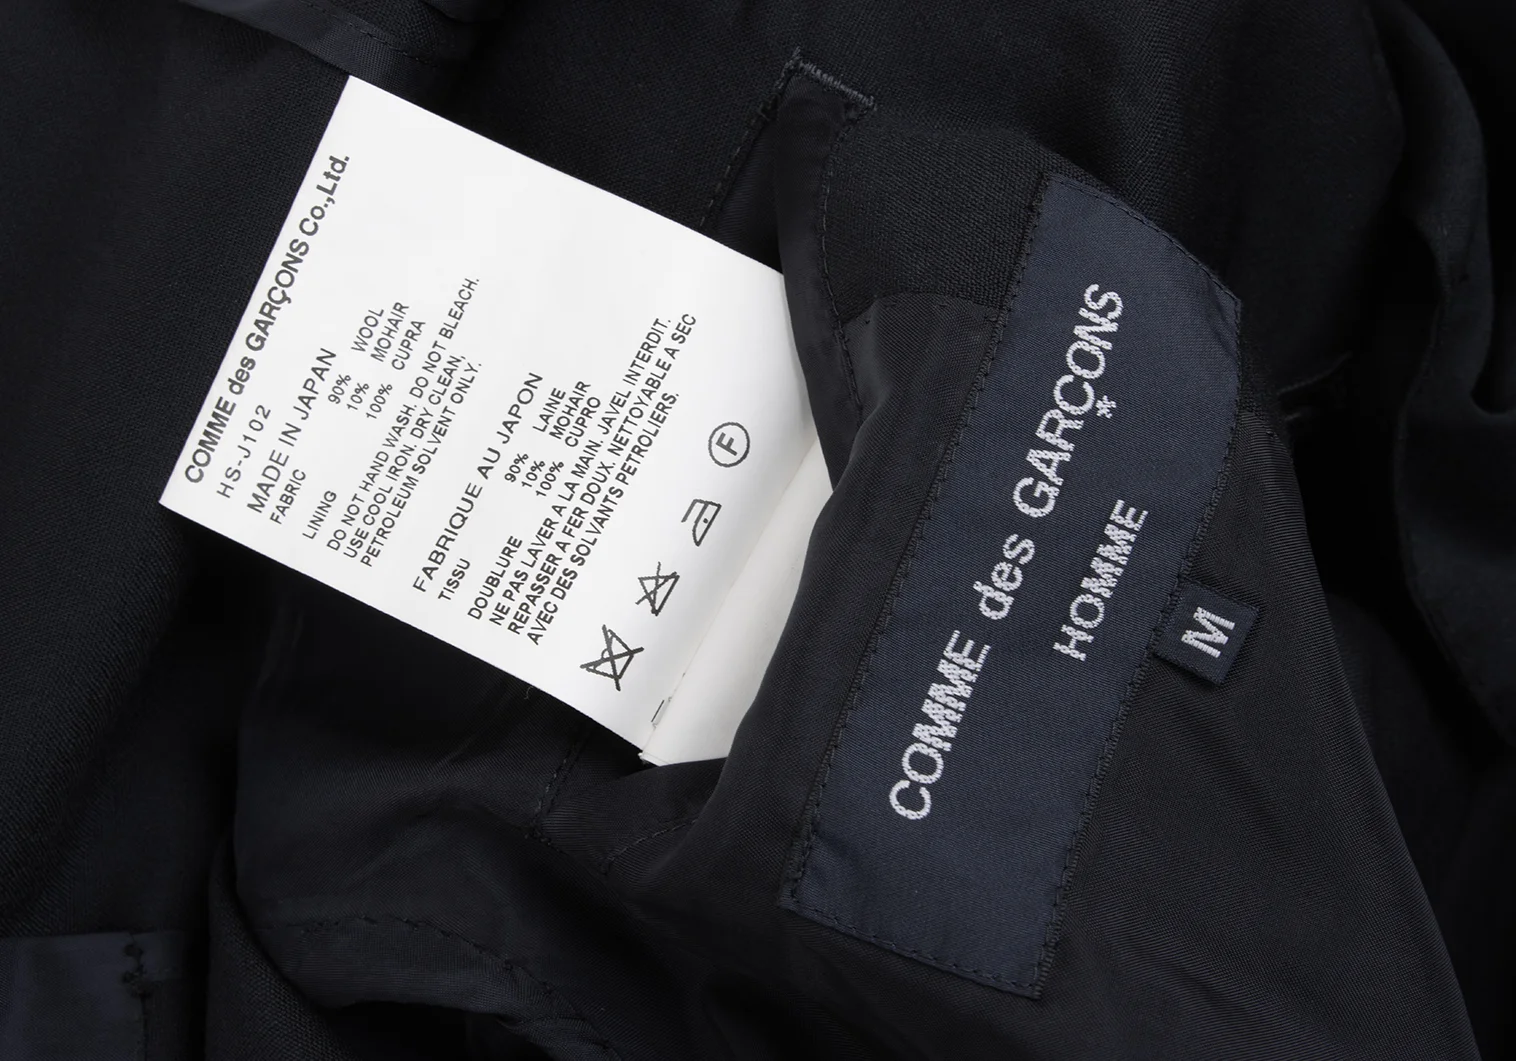 COMME des GARÇONS Co.,Ltd.
HS-J102
MADE IN JAPAN
FABRIC 90% WOOL
10% MOHAIR
LINING 100% CUPRA
DO NOT HAND WASH. DO NOT BLEACH.
USE COOL IRON. DRY CLEAN,
PETROLEUM SOLVENT ONLY.
FABRIQUE AU JAPON
TISSU 90% LAINE
10% MOHAIR
DOUBLURE 100% CUPRO
NE PAS LAVER A LA MAIN. JAVEL INTERDIT.
REPASSER A FER DOUX. NETTOYABLE A SEC
AVEC DES SOLVANTS PETROLIERS.
F
COMME des GARÇONS
HOMME
M